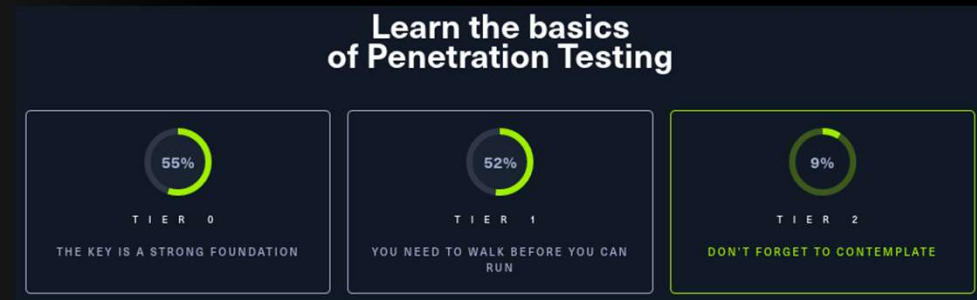 Learn the basics
of Penetration Testing
55%
TIER 0
THE KEY IS A STRONG FOUNDATION
52%
TIER 1
YOU NEED TO WALK BEFORE YOU CAN
RUN
9%
TIER 2
DON'T FORGET TO CONTEMPLATE